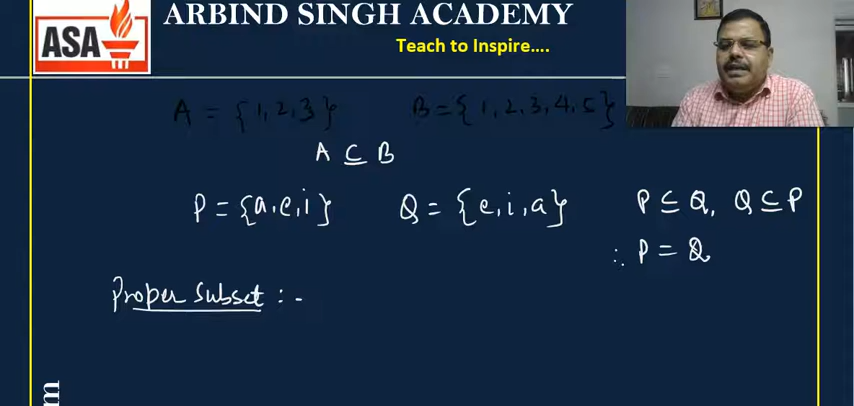 ARBIND SINGH ACADEMY
ASA
Teach to Inspire....
A = {1, 2, 3} B = {1, 2, 3, 4, 5}
A ⊆ B
P = {a, e, i} Q = {e, i, a} P ⊆ Q, Q ⊆ P
∴ P = Q
Proper Subset : -
m